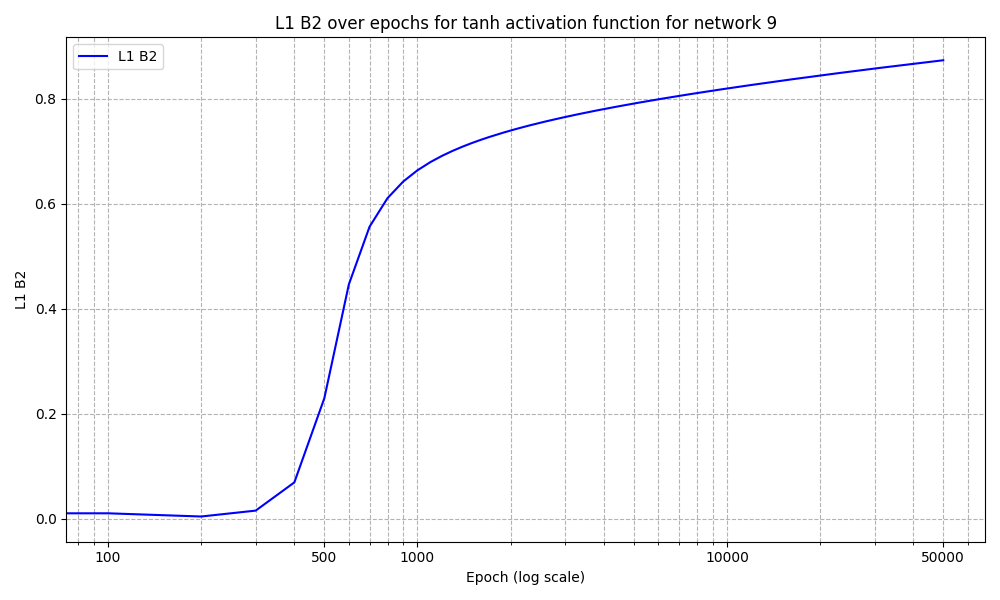 L1 B2 over epochs for tanh activation function for network 9
L1 B2
0.8
0.6
0.4
0.2
0.0
L1 B2
100
500
1000
10000
50000
Epoch (log scale)